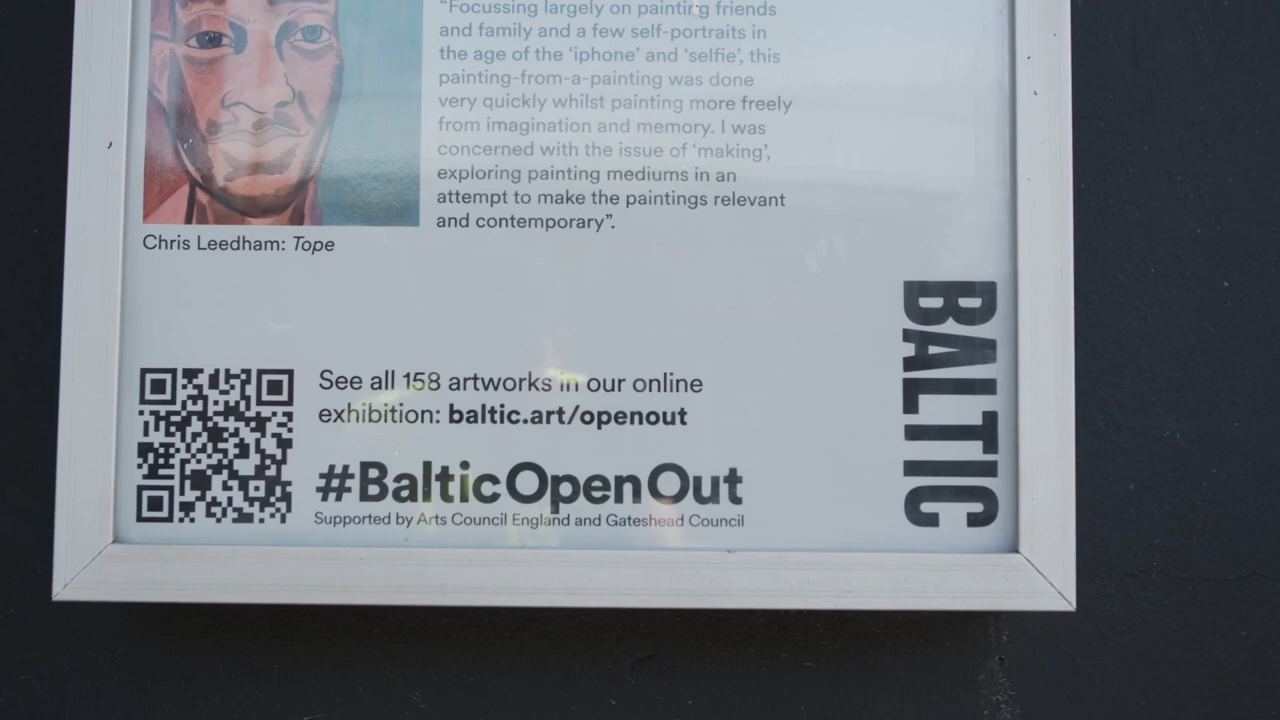 “Focussing largely on painting friends
and family and a few self-portraits in
the age of the ‘iphone’ and ‘selfie’, this
painting-from-a-painting was done
very quickly whilst painting more freely
from imagination and memory. I was
concerned with the issue of ‘making’,
exploring painting mediums in an
attempt to make the paintings relevant
and contemporary”.
Chris Leedham: Tope
See all 158 artworks in our online
exhibition: baltic.art/openout
#BalticOpenOut
Supported by Arts Council England and Gateshead Council
BALTIC